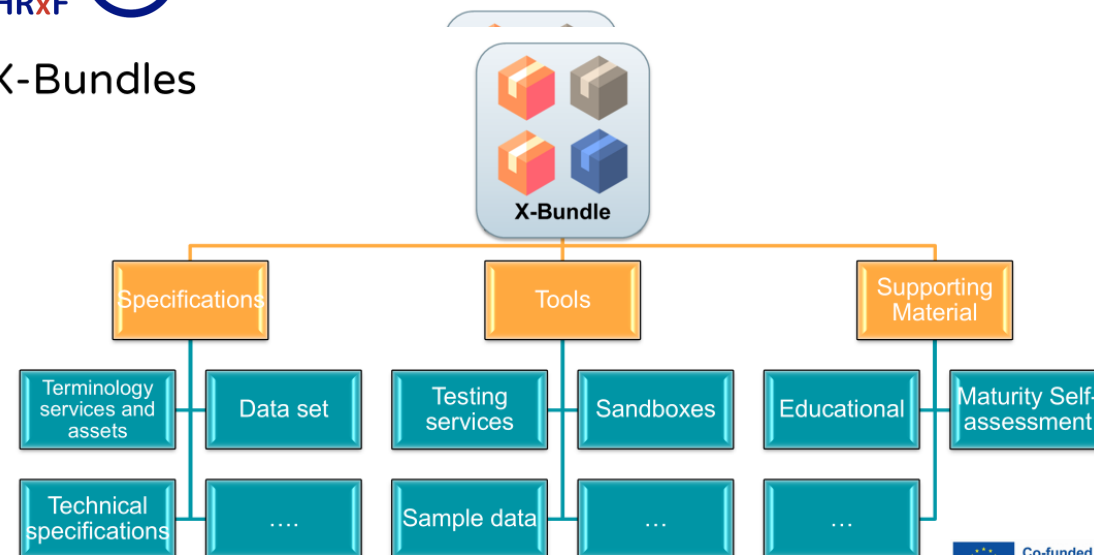 HRxF
X-Bundles
X-Bundle
Specifications
Tools
Supporting
Material
Terminology
services and
assets
Data set
Testing
services
Sandboxes
Educational
Maturity Self-
assessment
Technical
specifications
....
Sample data
...
...
Co-funded